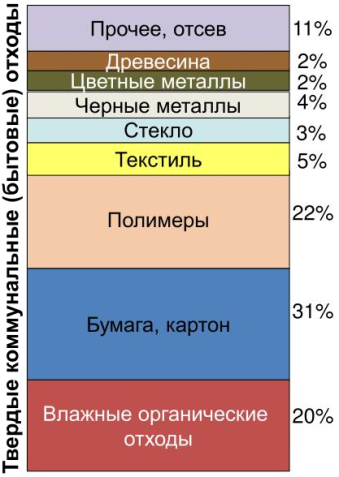 Твердые коммунальные (бытовые) отходы
Прочее, отсев 11%
Древесина 2%
Цветные металлы 2%
Черные металлы 4%
Стекло 3%
Текстиль 5%
Полимеры 22%
Бумага, картон 31%
Влажные органические
отходы 20%